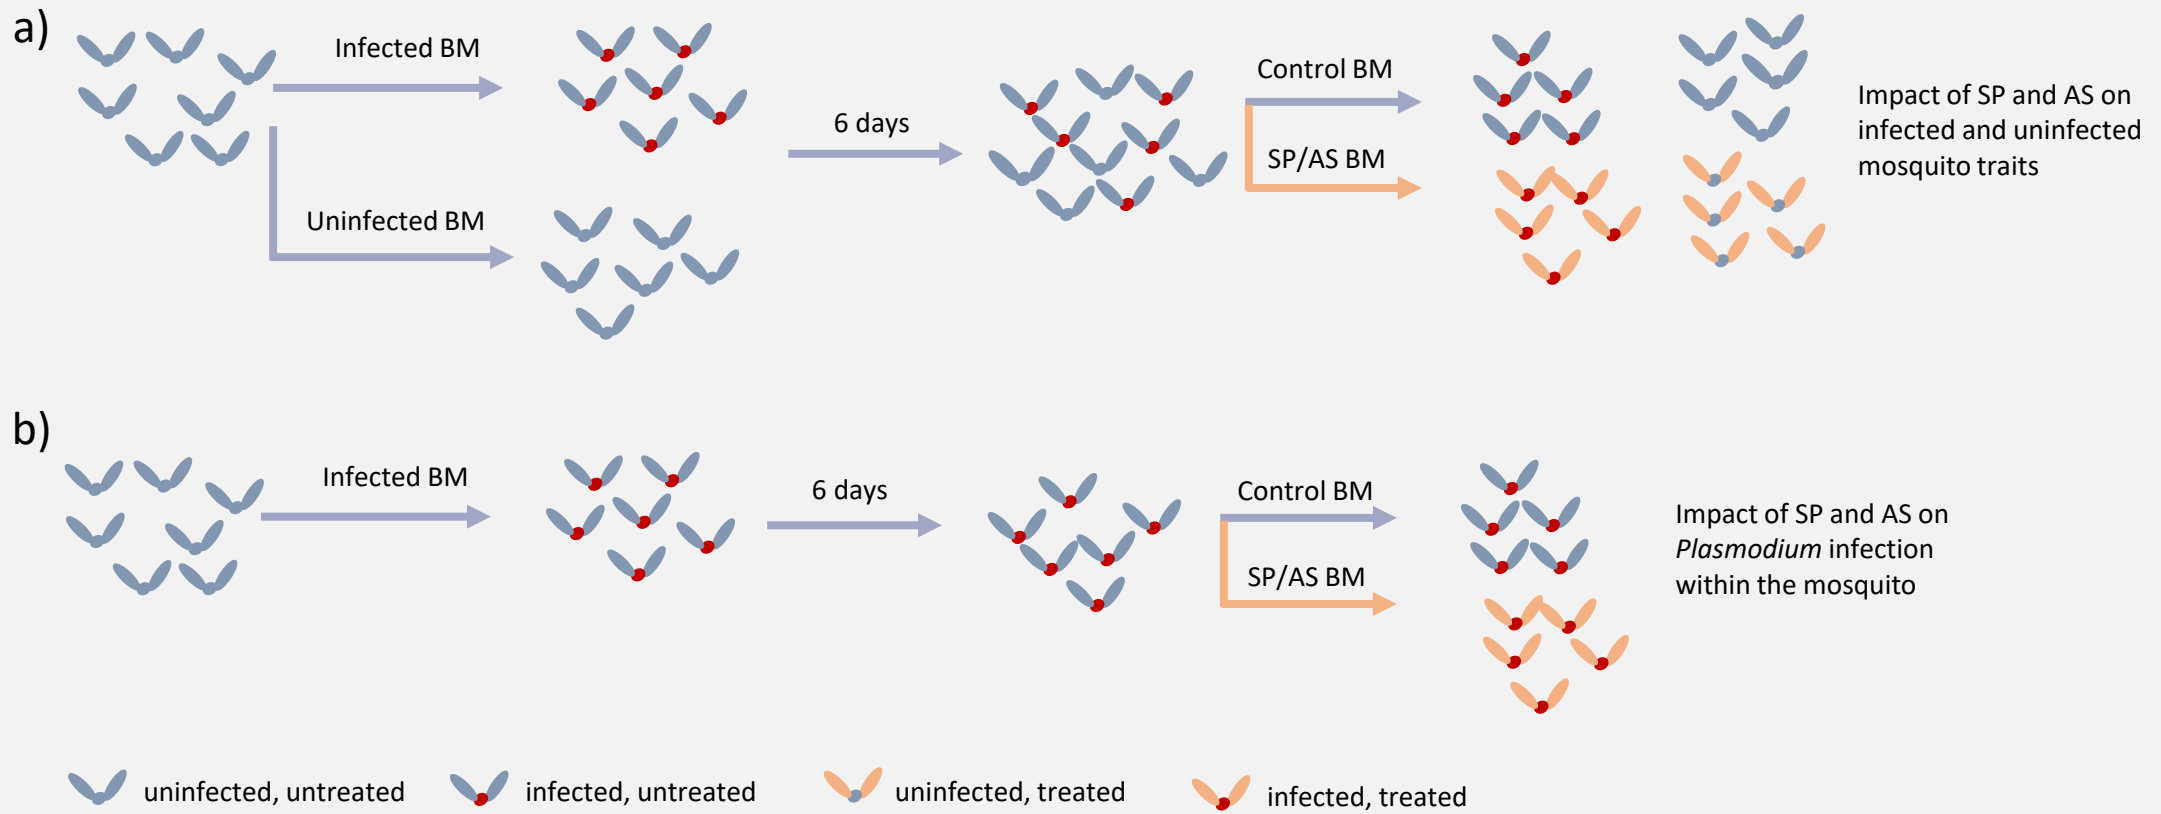 a)
Infected BM
Uninfected BM
6 days
Control BM
SP/AS BM
Impact of SP and AS on
infected and uninfected
mosquito traits
b)
Infected BM
6 days
Control BM
SP/AS BM
Impact of SP and AS on
Plasmodium infection
within the mosquito
uninfected, untreated
infected, untreated
uninfected, treated
infected, treated